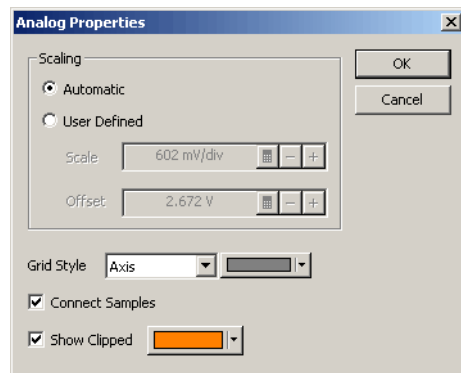 Analog Properties
Scaling
Automatic
User Defined
Scale 602 mV/div - +
Offset 2.672 V - +
OK
Cancel
Grid Style Axis
Connect Samples
Show Clipped